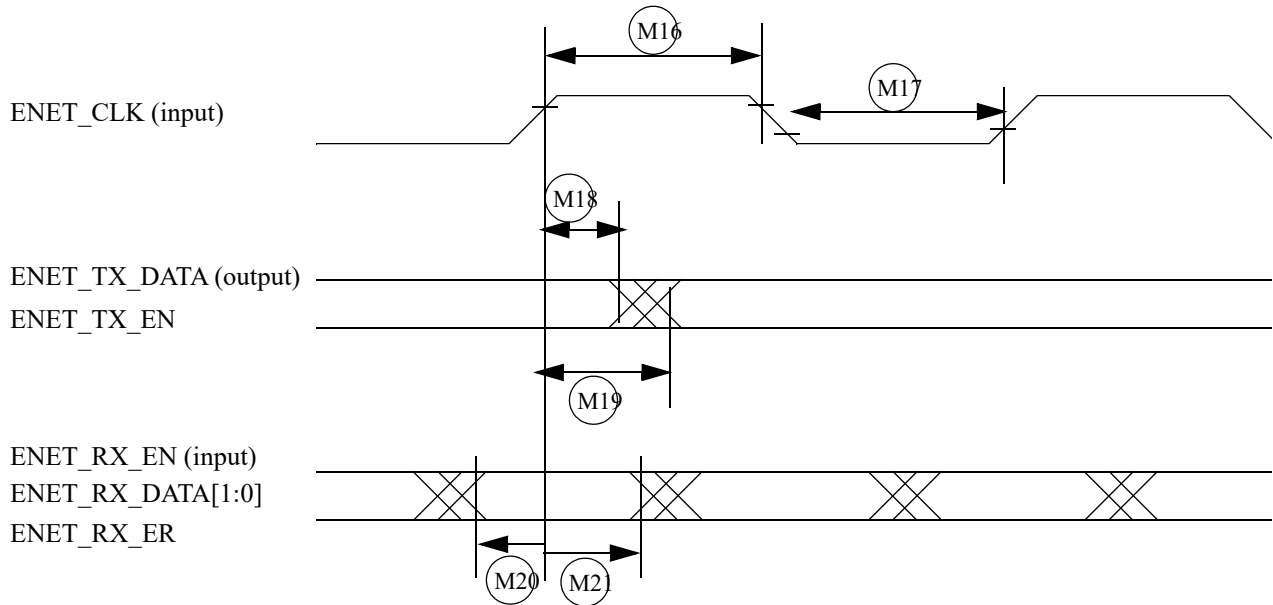 M16
M17
ENET_CLK (input)
M18
ENET_TX_DATA (output)
ENET_TX_EN
M19
ENET_RX_EN (input)
ENET_RX_DATA[1:0]
ENET_RX_ER
M20 M21